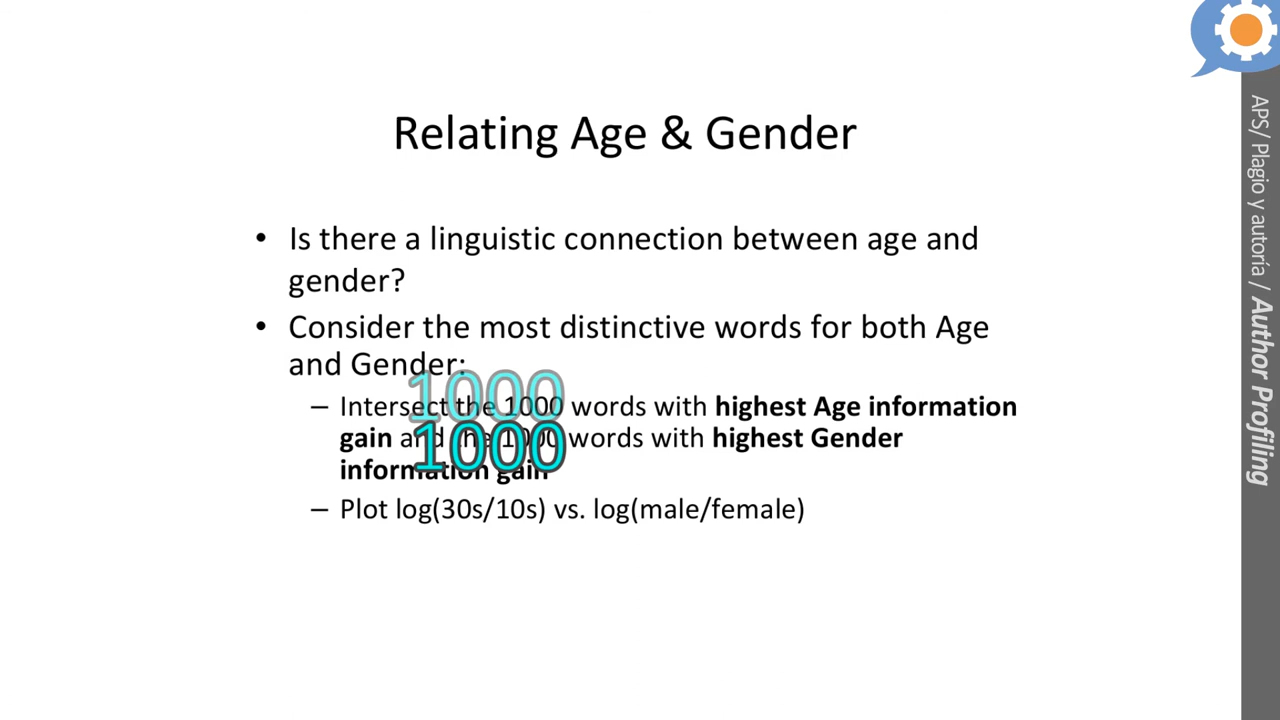 Relating Age & Gender
• Is there a linguistic connection between age and
gender?
• Consider the most distinctive words for both Age
and Gender:
1000
– Intersect the 1000 words with highest Age information
gain and the 1000 words with highest Gender
1000
information gain
– Plot log(30s/10s) vs. log(male/female)
APS/ Plagio y autoría / Author Profiling